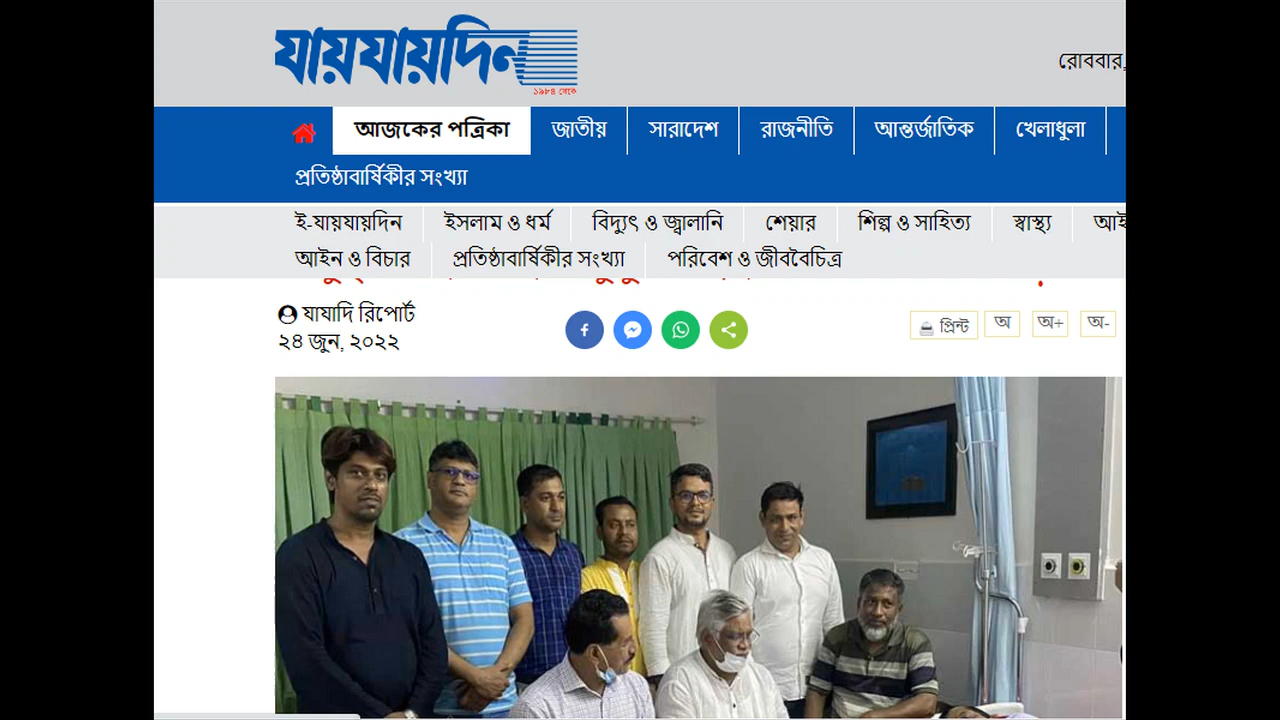 যায়যায়দিন
১৯৮৪ থেকে
রোববার,
আজকের পত্রিকা জাতীয় সারাদেশ রাজনীতি আন্তর্জাতিক খেলাধুলা
প্রতিষ্ঠাবার্ষিকীর সংখ্যা
ই-যায়যায়দিন ইসলাম ও ধর্ম বিদ্যুৎ ও জ্বালানি শেয়ার শিল্প ও সাহিত্য স্বাস্থ্য
আইন ও বিচার প্রতিষ্ঠাবার্ষিকীর সংখ্যা পরিবেশ ও জীববৈচিত্র
যাযাদি রিপোর্ট
২৪ জুন, ২০২২
প্রিন্ট অ অ+ অ-